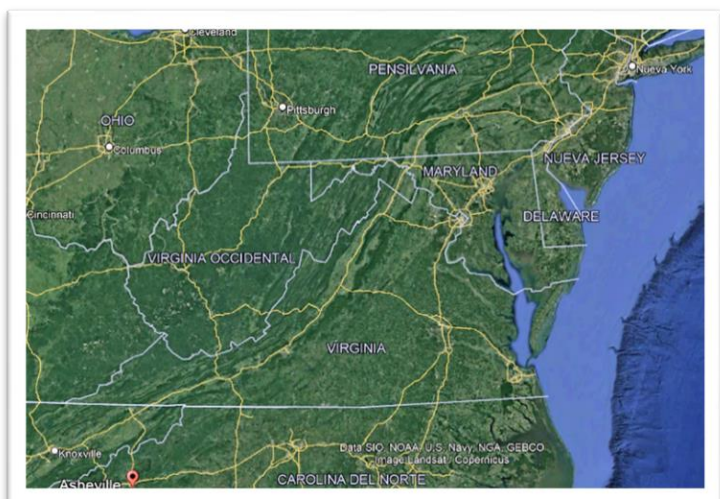 Cleveland
PENSILVANIA
Nueva York
Pittsburgh
OHIO
Columbus
NUEVA JERSEY
MARYLAND
Cincinnati
DELAWARE
VIRGINIA OCCIDENTAL
VIRGINIA
Data SIO, NOAA, U.S. Navy, NGA, GEBCO
Image Landsat / Copernicus
Knoxville
Asheville
CAROLINA DEL NORTE